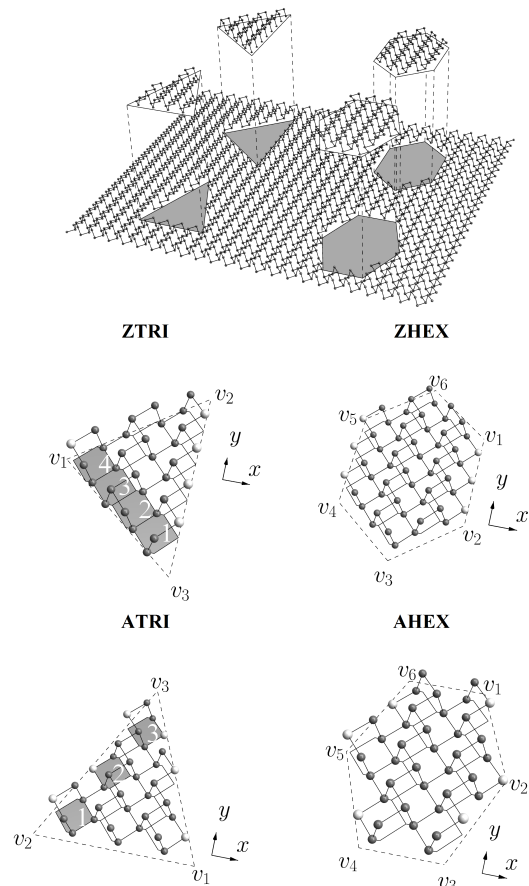 ZTRI ZHEX
v₂ v₆
v₅
v₁ 4 y v₁ y
3 x
2 x
1 v₄ v₂
v₃ v₃
ATRI AHEX
v₃ v₆ v₁
3 v₅
2 v₂
1 y y
v₂ x x
v₁ v₄ v₃